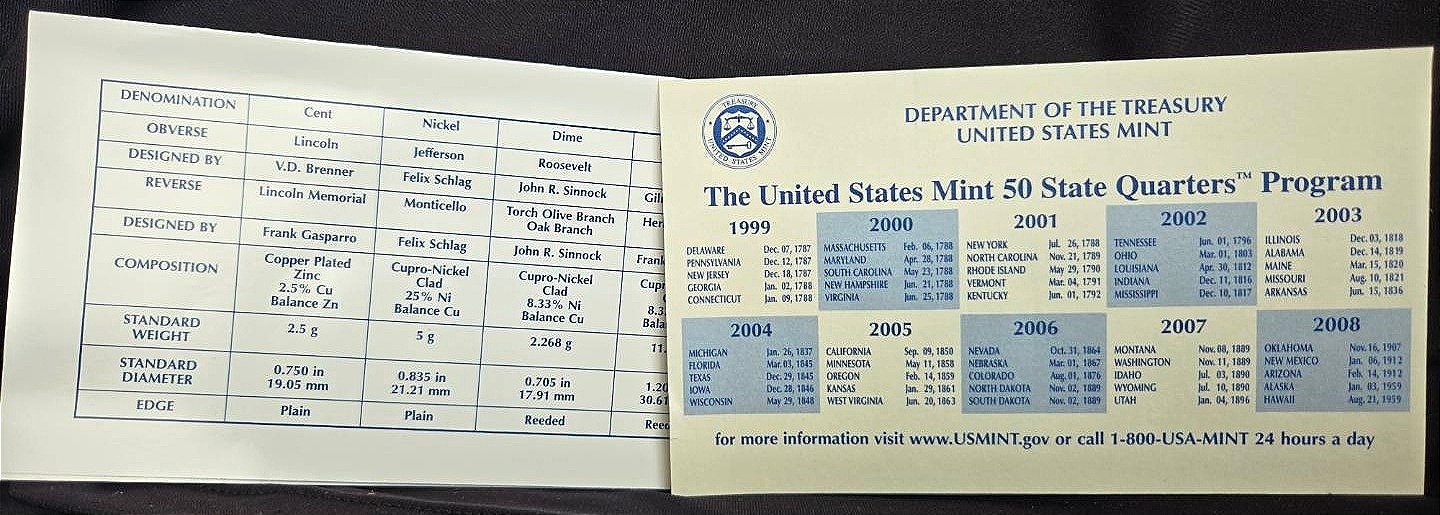 DENOMINATION Cent Nickel Dime
OBVERSE Lincoln Jefferson Roosevelt
DESIGNED BY V.D. Brenner Felix Schlag John R. Sinnock
REVERSE Lincoln Memorial Monticello Torch Olive Branch
Oak Branch
DESIGNED BY Frank Gasparro Felix Schlag John R. Sinnock Frank
COMPOSITION Copper Plated Cupro-Nickel Cupro-Nickel
Zinc Clad Clad
2.5% Cu 25% Ni 8.33% Ni
Balance Zn Balance Cu Balance Cu
STANDARD
WEIGHT 2.5 g 5 g 2.268 g
STANDARD 0.750 in 0.835 in 0.705 in
DIAMETER 19.05 mm 21.21 mm 17.91 mm
EDGE Plain Plain Reeded
TREASURY
UNITED STATES MINT
DEPARTMENT OF THE TREASURY
UNITED STATES MINT
The United States Mint 50 State Quarters™ Program
1999
DELAWARE Dec. 07, 1787
PENNSYLVANIA Dec. 12, 1787
NEW JERSEY Dec. 18, 1787
GEORGIA Jan. 02, 1788
CONNECTICUT Jan. 09, 1788
2000
MASSACHUSETTS Feb. 06, 1788
MARYLAND Apr. 28, 1788
SOUTH CAROLINA May 23, 1788
NEW HAMPSHIRE Jun. 21, 1788
VIRGINIA Jun. 25, 1788
2001
NEW YORK Jul. 26, 1788
NORTH CAROLINA Nov. 21, 1789
RHODE ISLAND May 29, 1790
VERMONT Mar. 04, 1791
KENTUCKY Jun. 01, 1792
2002
TENNESSEE Jun. 01, 1796
OHIO Mar. 01, 1803
LOUISIANA Apr. 30, 1812
INDIANA Dec. 11, 1816
MISSISSIPPI Dec. 10, 1817
2003
ILLINOIS Dec. 03, 1818
ALABAMA Dec. 14, 1819
MAINE Mar. 15, 1820
MISSOURI Aug. 10, 1821
ARKANSAS Jun. 15, 1836
2004
MICHIGAN Jan. 26, 1837
FLORIDA Mar. 03, 1845
TEXAS Dec. 29, 1845
IOWA Dec. 28, 1846
WISCONSIN May 29, 1848
2005
CALIFORNIA Sep. 09, 1850
MINNESOTA May 11, 1858
OREGON Feb. 14, 1859
KANSAS Jan. 29, 1861
WEST VIRGINIA Jun. 20, 1863
2006
NEVADA Oct. 31, 1864
NEBRASKA Mar. 01, 1867
COLORADO Aug. 01, 1876
NORTH DAKOTA Nov. 02, 1889
SOUTH DAKOTA Nov. 02, 1889
2007
MONTANA Nov. 08, 1889
WASHINGTON Nov. 11, 1889
IDAHO Jul. 03, 1890
WYOMING Jul. 10, 1890
UTAH Jan. 04, 1896
2008
OKLAHOMA Nov. 16, 1907
NEW MEXICO Jan. 06, 1912
ARIZONA Feb. 14, 1912
ALASKA Jan. 03, 1959
HAWAII Aug. 21, 1959
for more information visit www.USMINT.gov or call 1-800-USA-MINT 24 hours a day